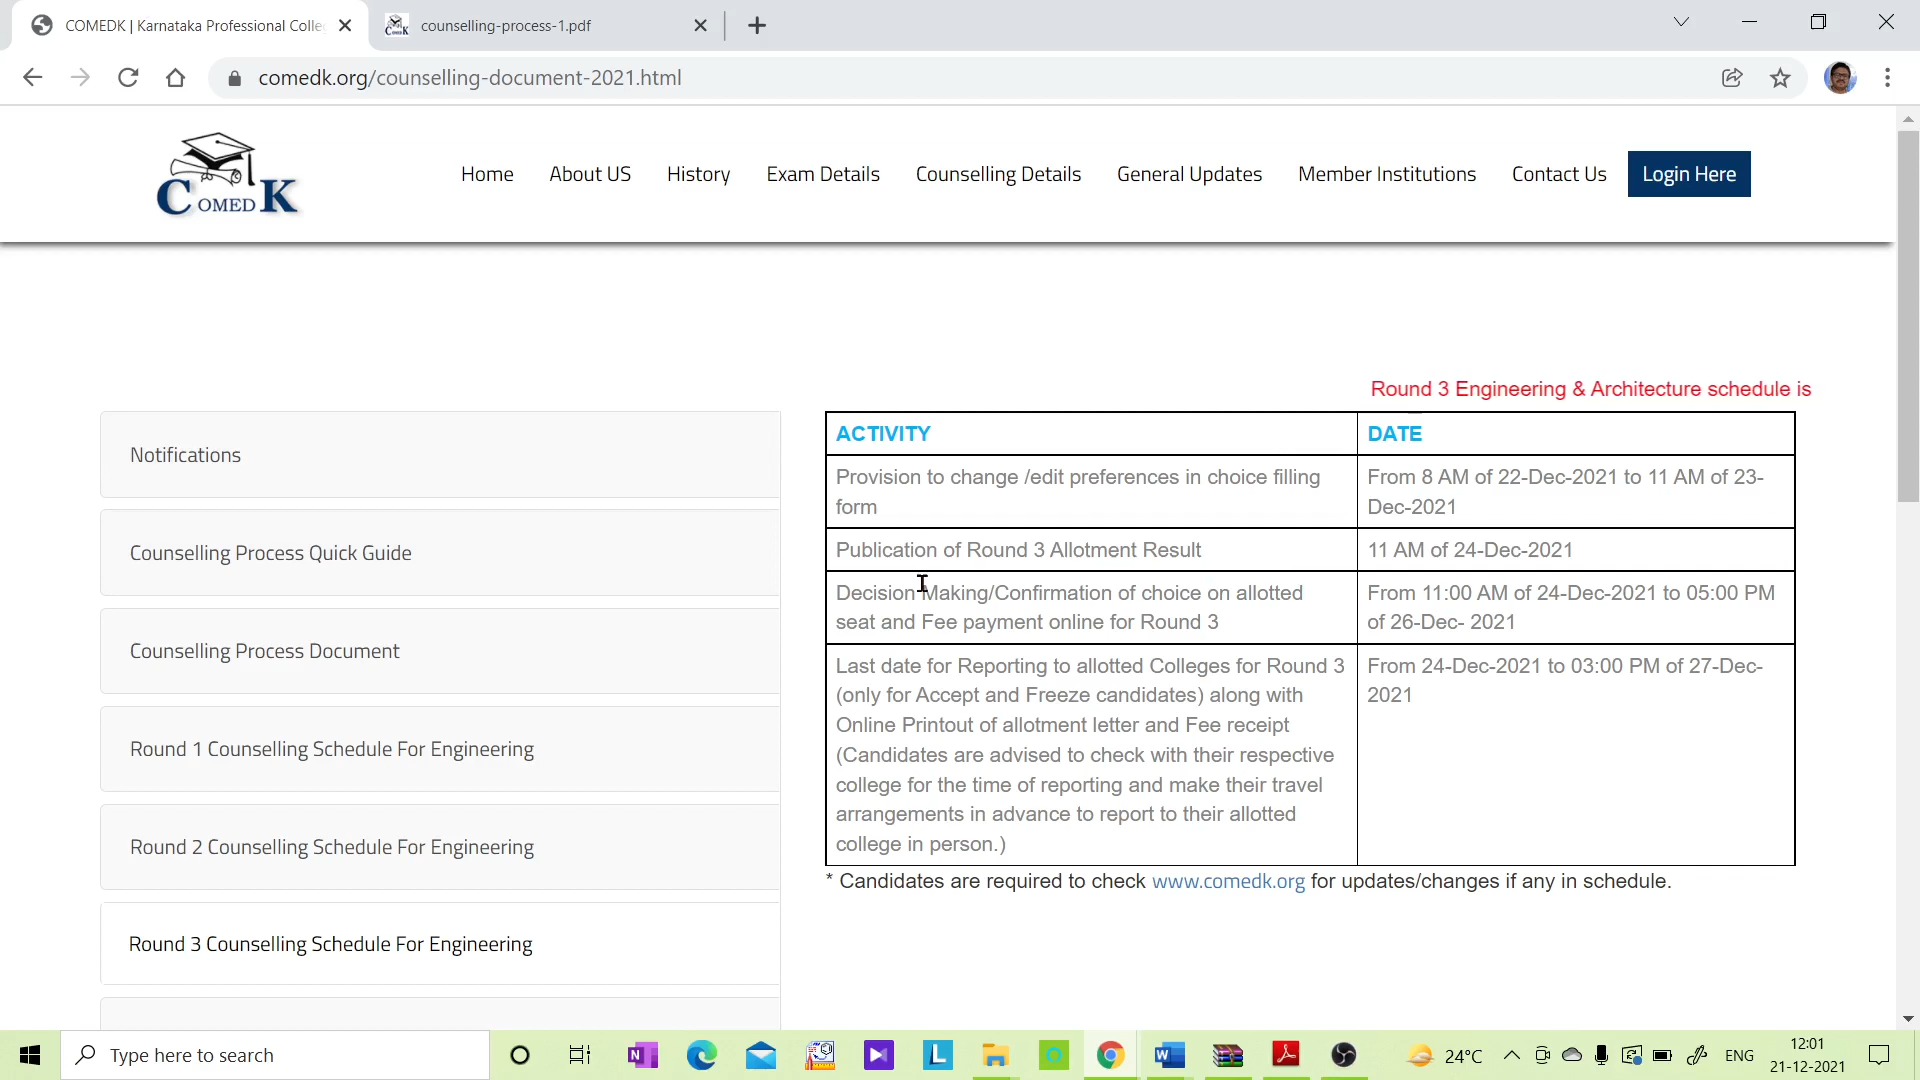 COMEDK | Karnataka Professional Colle
counselling-process-1.pdf
comedk.org/counselling-document-2021.html
COMEDK
Home
About US
History
Exam Details
Counselling Details
General Updates
Member Institutions
Contact Us
Login Here
Round 3 Engineering & Architecture schedule is
Notifications
Counselling Process Quick Guide
Counselling Process Document
Round 1 Counselling Schedule For Engineering
Round 2 Counselling Schedule For Engineering
Round 3 Counselling Schedule For Engineering
ACTIVITY
DATE
Provision to change /edit preferences in choice filling
form
From 8 AM of 22-Dec-2021 to 11 AM of 23-
Dec-2021
Publication of Round 3 Allotment Result
11 AM of 24-Dec-2021
Decision Making/Confirmation of choice on allotted
seat and Fee payment online for Round 3
From 11:00 AM of 24-Dec-2021 to 05:00 PM
of 26-Dec- 2021
Last date for Reporting to allotted Colleges for Round 3
(only for Accept and Freeze candidates) along with
Online Printout of allotment letter and Fee receipt
(Candidates are advised to check with their respective
college for the time of reporting and make their travel
arrangements in advance to report to their allotted
college in person.)
From 24-Dec-2021 to 03:00 PM of 27-Dec-
2021
* Candidates are required to check www.comedk.org for updates/changes if any in schedule.
Type here to search
24°C
ENG
12:01
21-12-2021